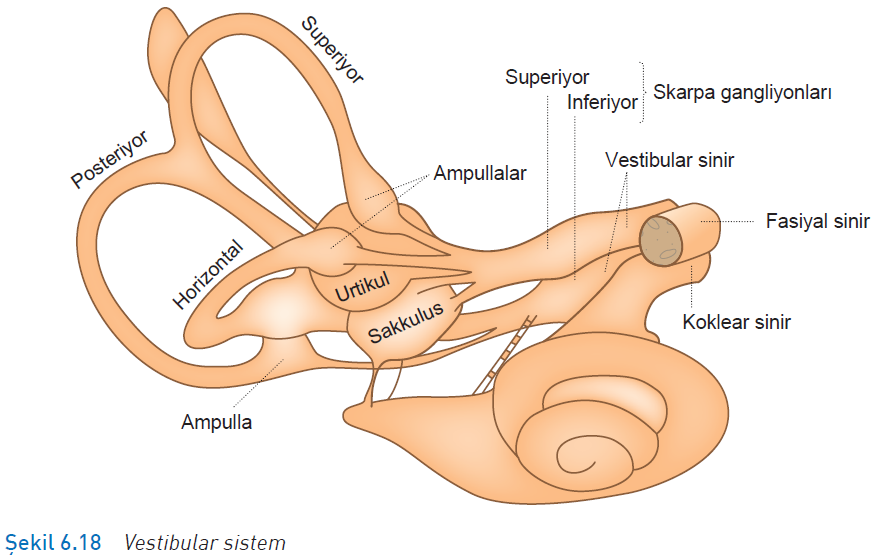 Superiyor
Superiyor
Inferiyor
Skarpa gangliyonları
Posteriyor
Ampullalar
Vestibular sinir
Fasiyal sinir
Horizontal
Urtikul
Sakkulus
Koklear sinir
Ampulla
Şekil 6.18 Vestibular sistem